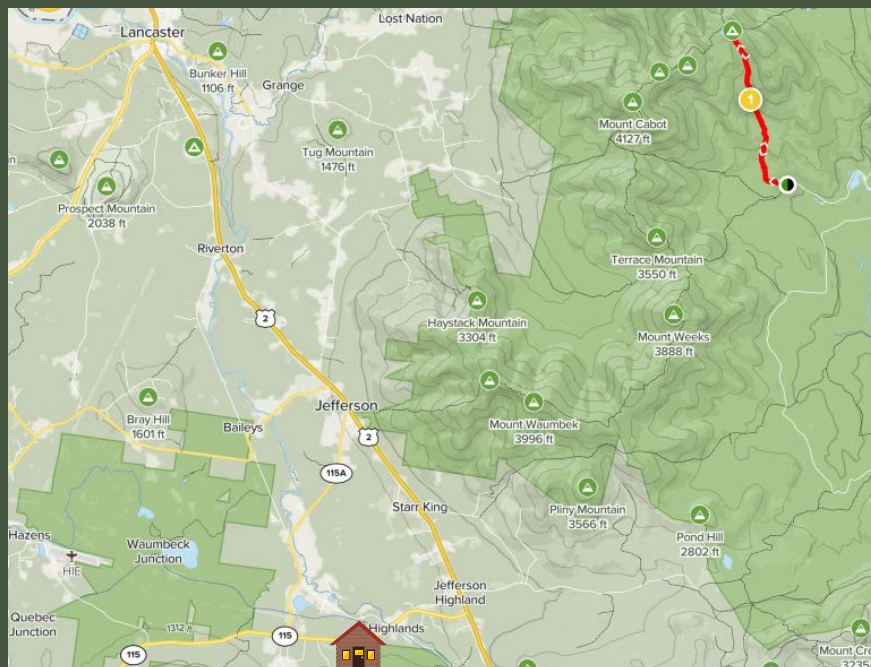 Lost Nation
Lancaster
Bunker Hill
1106 ft
Grange
1
Mount Cabot
4127 ft
Tug Mountain
1476 ft
Prospect Mountain
2038 ft
Riverton
Terrace Mountain
3550 ft
2
Haystack Mountain
3304 ft
Mount Weeks
3888 ft
Bray Hill
1601 ft
Jefferson
Baileys
2
Mount Waumbek
3996 ft
115A
Starr King
Pliny Mountain
3566 ft
Pond Hill
2802 ft
Hazens
HIE
Waumbeck
Junction
Jefferson
Highland
Quebec
Junction
1312 ft
115
Highlands
115
3235